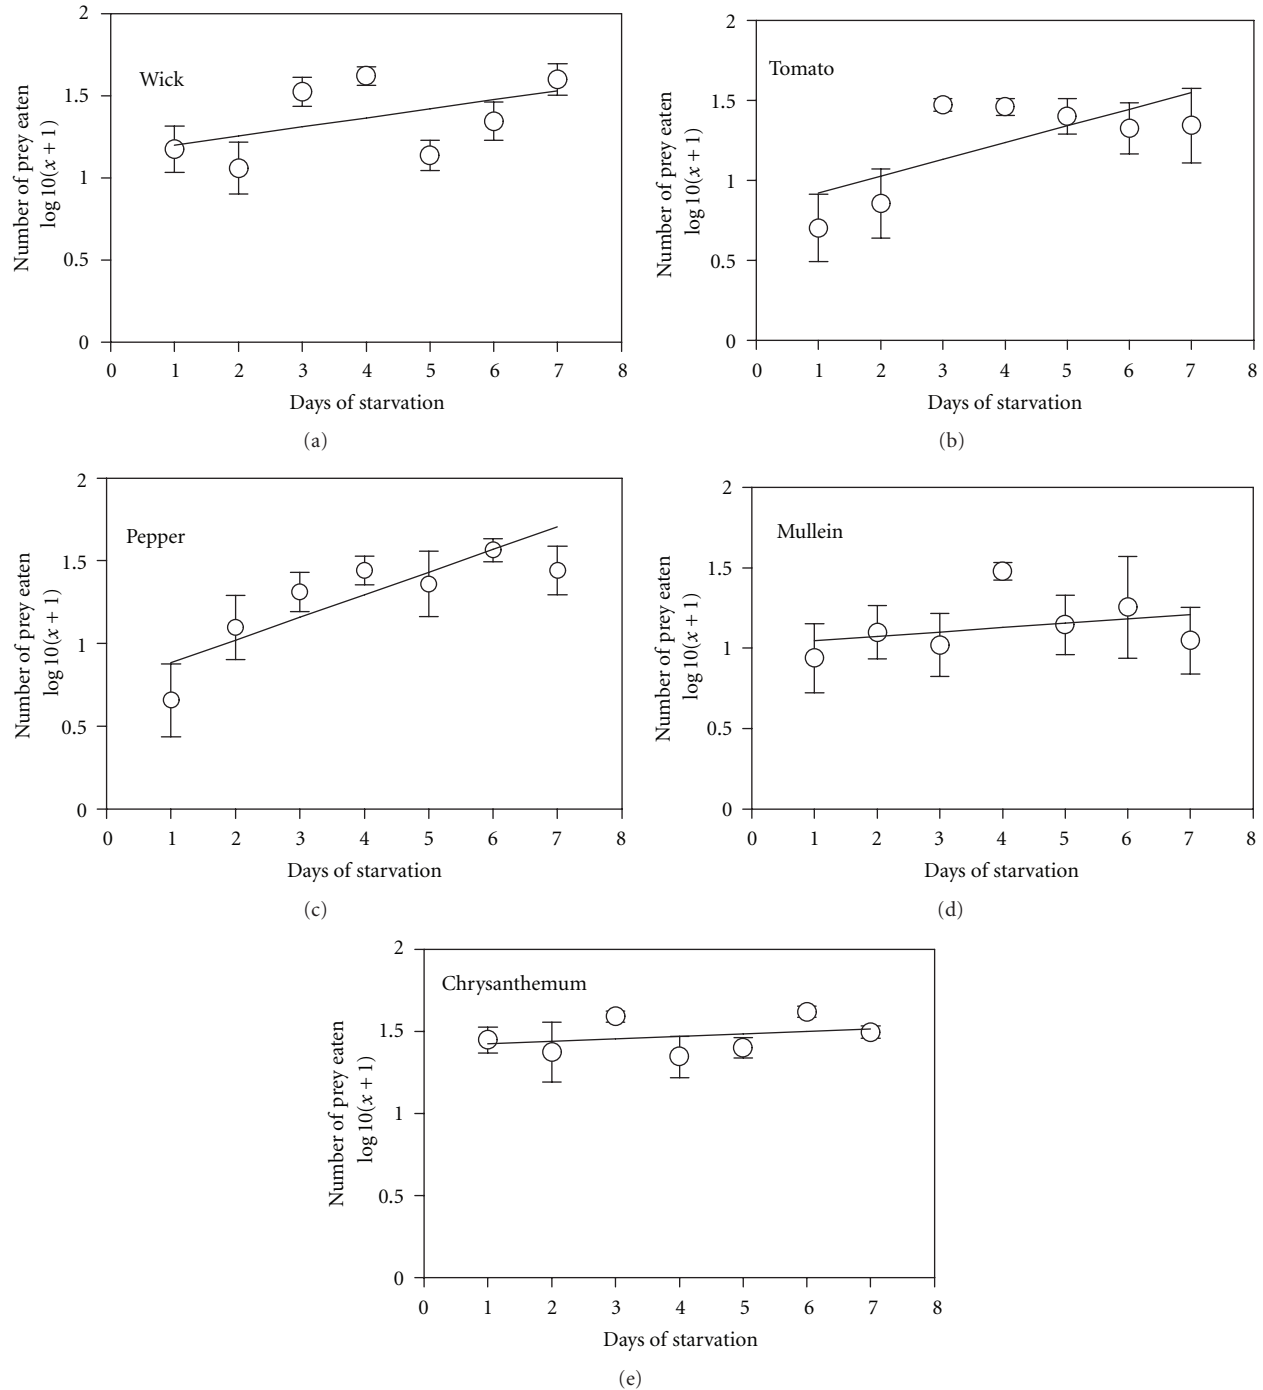 Number of prey eaten
log10(x + 1)
2
1.5
1
0.5
0
Wick
0 1 2 3 4 5 6 7 8
Days of starvation
(a)
Number of prey eaten
log10(x + 1)
2
1.5
1
0.5
0
Tomato
0 1 2 3 4 5 6 7 8
Days of starvation
(b)
Number of prey eaten
log10(x + 1)
2
1.5
1
0.5
0
Pepper
0 1 2 3 4 5 6 7 8
Days of starvation
(c)
Number of prey eaten
log10(x + 1)
2
1.5
1
0.5
0
Mullein
0 1 2 3 4 5 6 7 8
Days of starvation
(d)
Number of prey eaten
log10(x + 1)
2
1.5
1
0.5
0
Chrysanthemum
0 1 2 3 4 5 6 7 8
Days of starvation
(e)